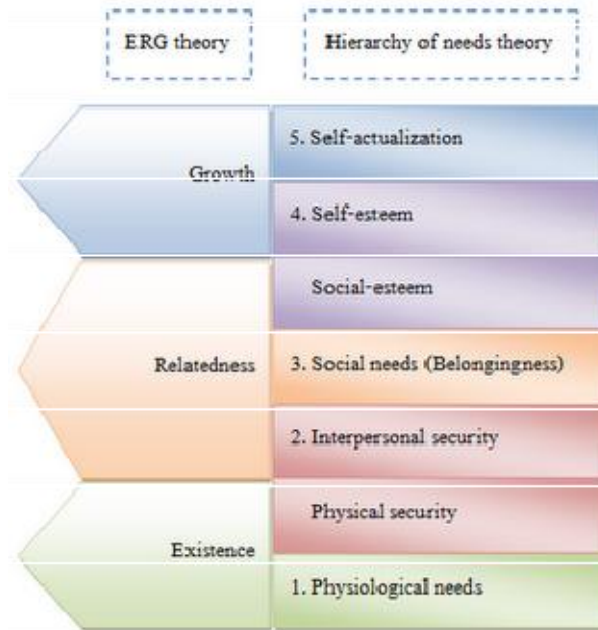 ERG theory
Hierarchy of needs theory
5. Self-actualization
Growth
4. Self-esteem
Social-esteem
Relatedness
3. Social needs (Belongingness)
2. Interpersonal security
Physical security
Existence
1. Physiological needs